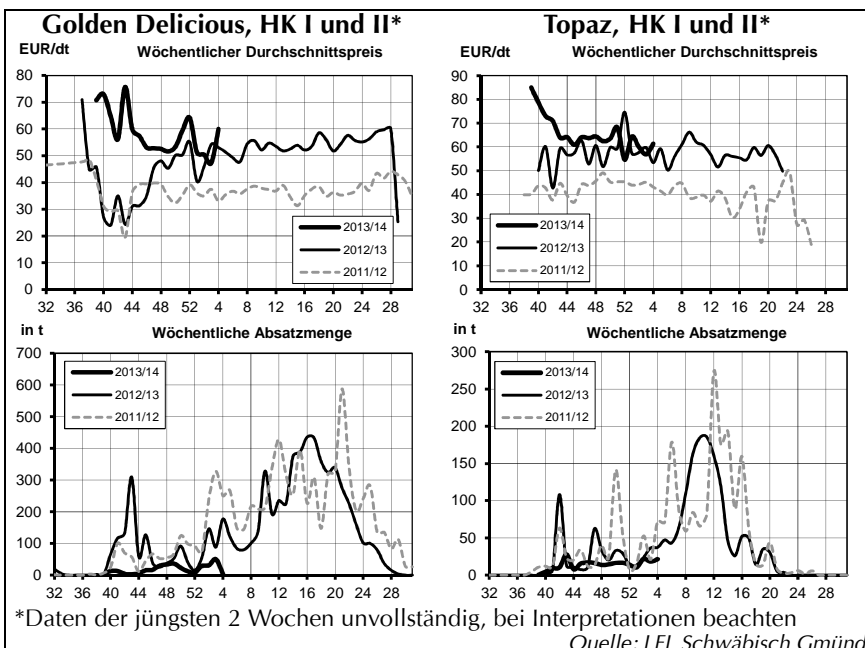 Golden Delicious, HK I und II*
EUR/dt
Wöchentlicher Durchschnittspreis
80
70
60
50
40
30
20
10
0
2013/14
2012/13
2011/12
32 36 40 44 48 52 4 8 12 16 20 24 28
in t
Wöchentliche Absatzmenge
700
600
500
400
300
200
100
0
2013/14
2012/13
2011/12
32 36 40 44 48 52 4 8 12 16 20 24 28
Topaz, HK I und II*
EUR/dt
Wöchentlicher Durchschnittspreis
90
80
70
60
50
40
30
20
10
0
2013/14
2012/13
2011/12
32 36 40 44 48 52 4 8 12 16 20 24 28
in t
Wöchentliche Absatzmenge
300
250
200
150
100
50
0
2013/14
2012/13
2011/12
32 36 40 44 48 52 4 8 12 16 20 24 28
*Daten der jüngsten 2 Wochen unvollständig, bei Interpretationen beachten
Quelle: LEL Schwäbisch Gmünd